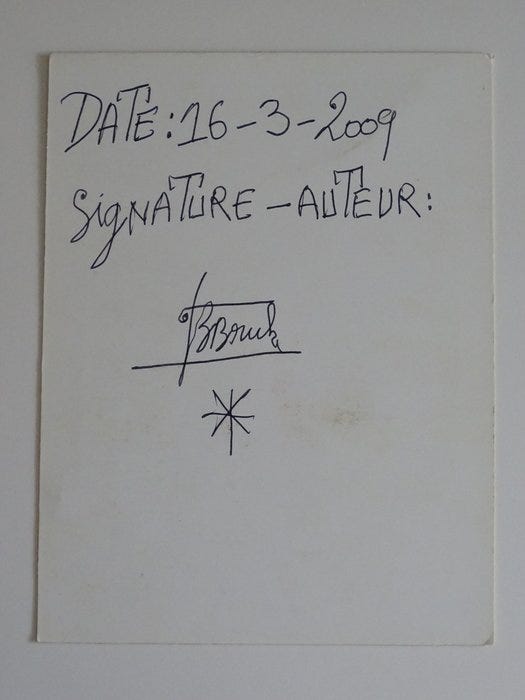 DATE: 16-3-2009
SIGNATURE - AUTEUR: